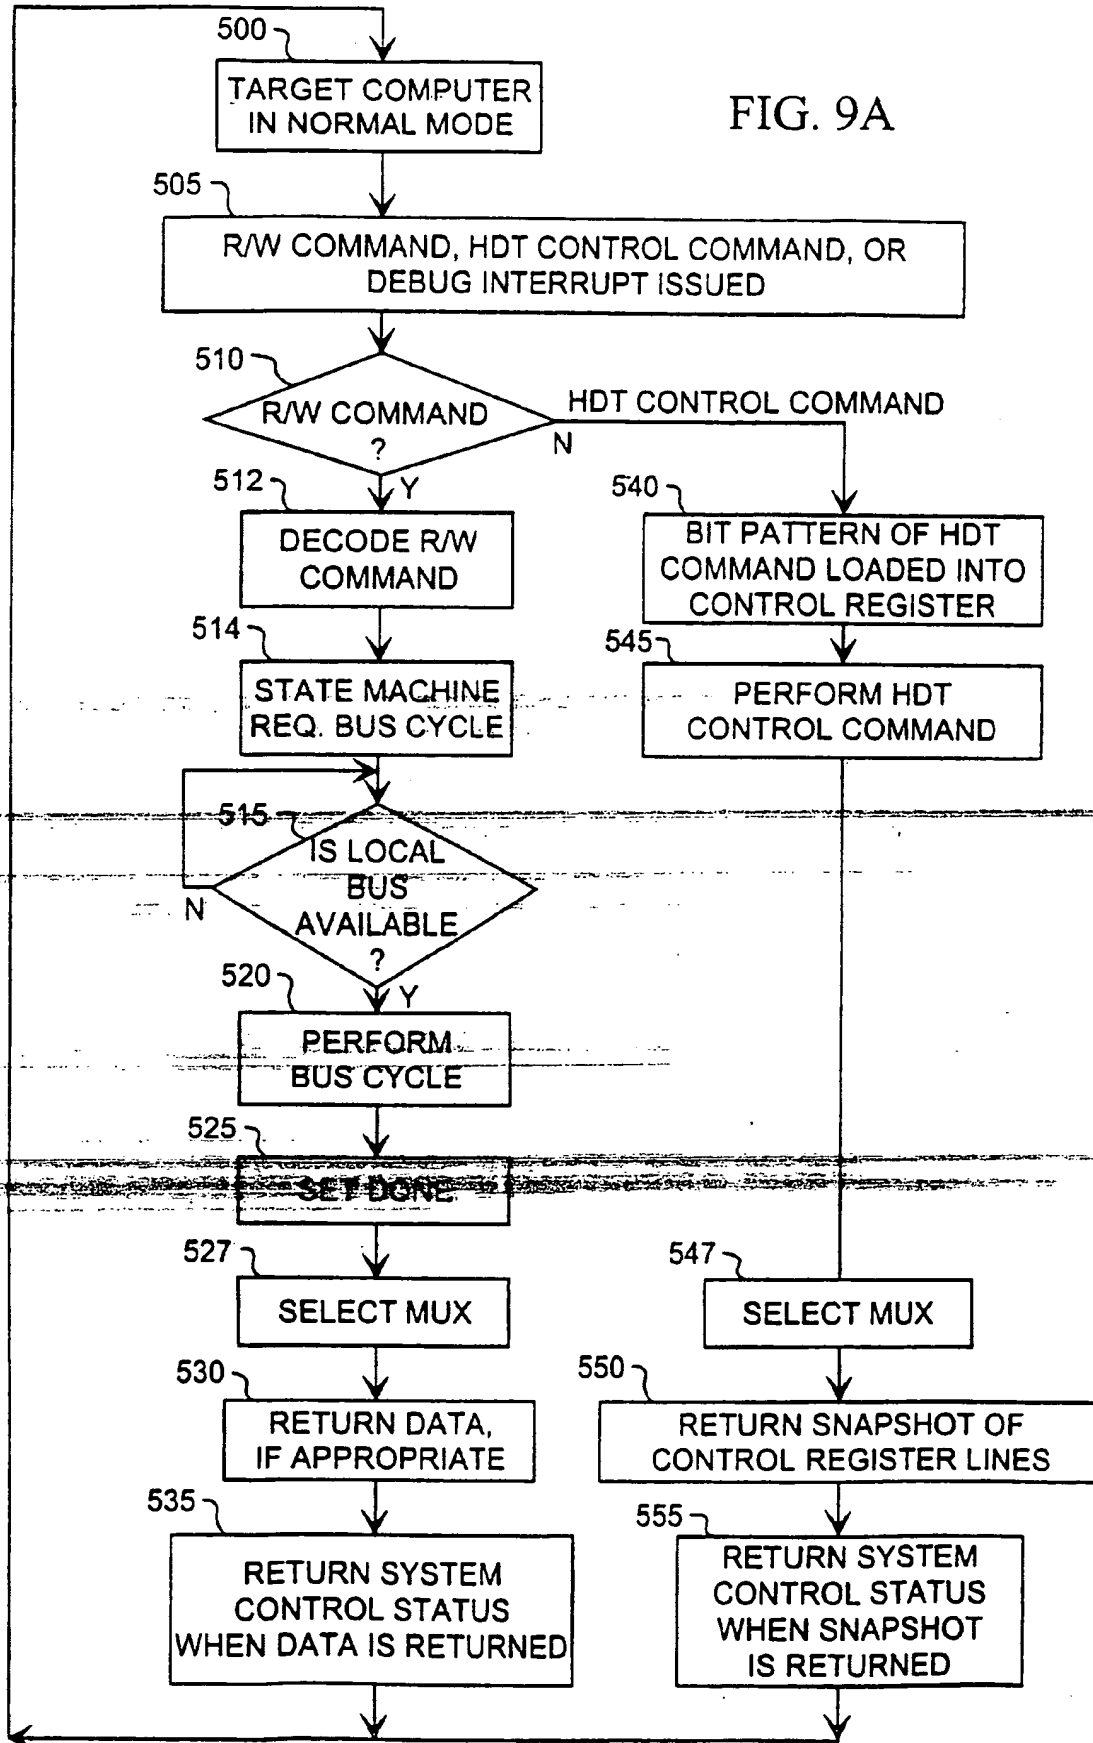 500
TARGET COMPUTER
IN NORMAL MODE
FIG. 9A
505
R/W COMMAND, HDT CONTROL COMMAND, OR
DEBUG INTERRUPT ISSUED
510
R/W COMMAND
?
HDT CONTROL COMMAND
N
Y
512
DECODE R/W
COMMAND
540
BIT PATTERN OF HDT
COMMAND LOADED INTO
CONTROL REGISTER
514
STATE MACHINE
REQ. BUS CYCLE
545
PERFORM HDT
CONTROL COMMAND
515
IS LOCAL
BUS
AVAILABLE
?
N
Y
520
PERFORM
BUS CYCLE
525
SET DONE
527
SELECT MUX
547
SELECT MUX
530
RETURN DATA,
IF APPROPRIATE
550
RETURN SNAPSHOT OF
CONTROL REGISTER LINES
535
RETURN SYSTEM
CONTROL STATUS
WHEN DATA IS RETURNED
555
RETURN SYSTEM
CONTROL STATUS
WHEN SNAPSHOT
IS RETURNED